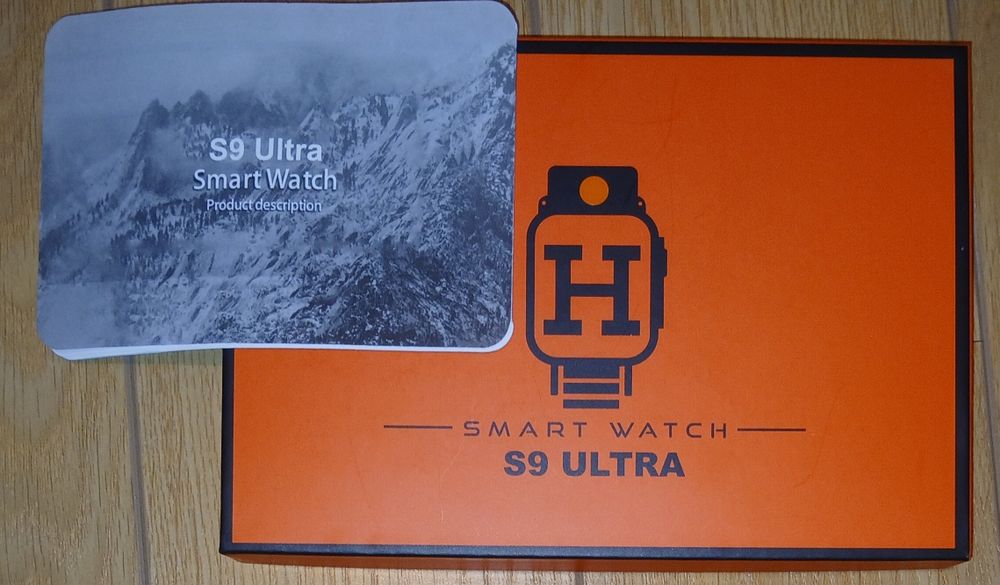 S9 Ultra
Smart Watch
Product description
H
SMART WATCH
S9 ULTRA